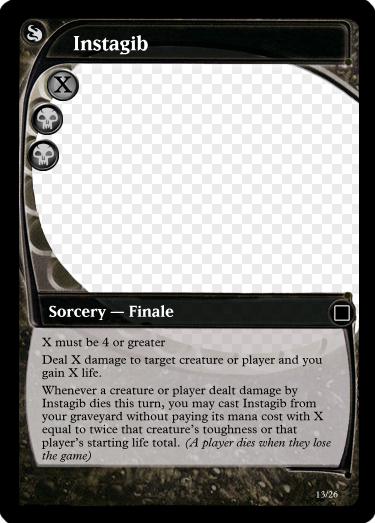 Instagib
X
Sorcery — Finale
X must be 4 or greater
Deal X damage to target creature or player and you
gain X life.
Whenever a creature or player dealt damage by
Instagib dies this turn, you may cast Instagib from
your graveyard without paying its mana cost with X
equal to twice that creature's toughness or that
player's starting life total. (A player dies when they lose
the game)
13/26